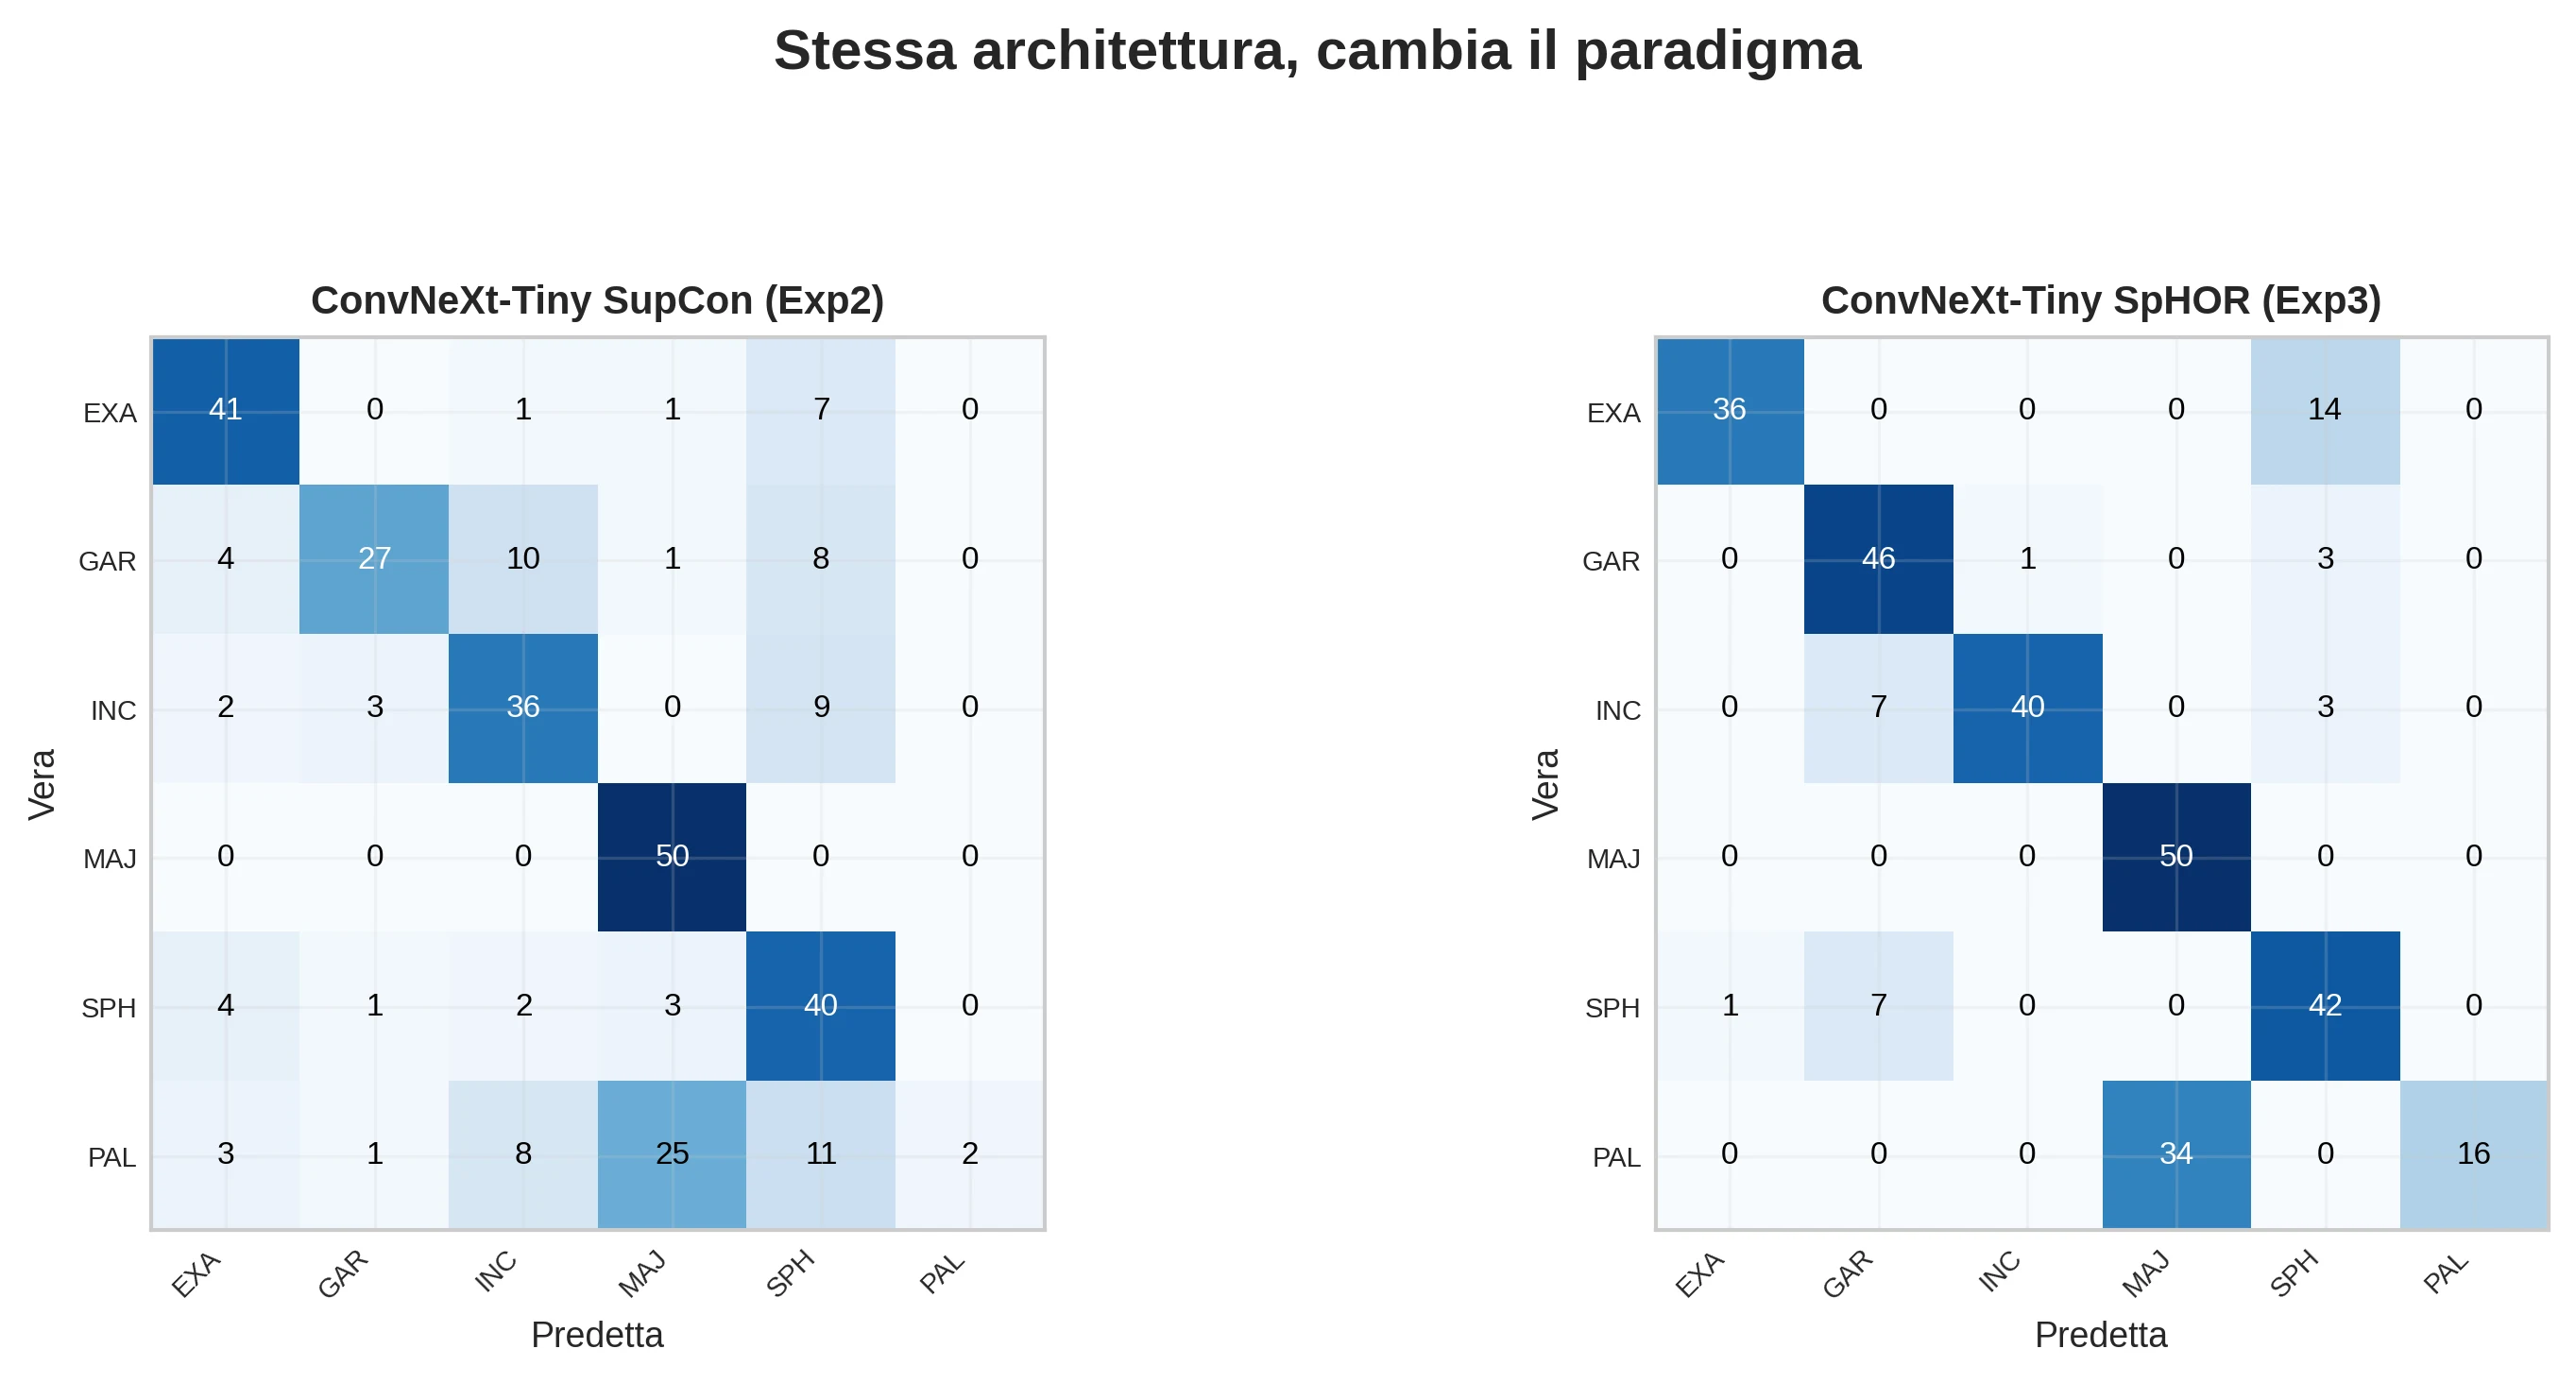 Stessa architettura, cambia il paradigma
ConvNeXt-Tiny SupCon (Exp2)
EXA 41 0 1 1 7 0
GAR 4 27 10 1 8 0
INC 2 3 36 0 9 0
MAJ 0 0 0 50 0 0
SPH 4 1 2 3 40 0
PAL 3 1 8 25 11 2
EXA GAR INC MAJ SPH PAL
Vera
Predetta
ConvNeXt-Tiny SpHOR (Exp3)
EXA 36 0 0 0 14 0
GAR 0 46 1 0 3 0
INC 0 7 40 0 3 0
MAJ 0 0 0 50 0 0
SPH 1 7 0 0 42 0
PAL 0 0 0 34 0 16
EXA GAR INC MAJ SPH PAL
Vera
Predetta